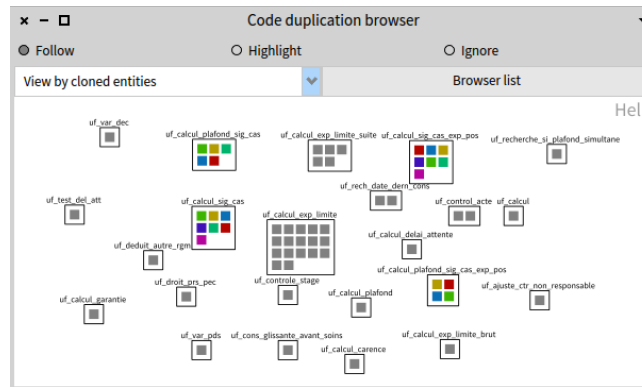 Code duplication browser
Follow
Highlight
Ignore
View by cloned entities
Browser list
Hel
uf_var_dec
uf_calcul_plafond_sig_cas
uf_calcul_exp_limite_suite
uf_calcul_sig_cas_exp_pos
uf_recherche_si_plafond_simultane
uf_rech_date_dern_cons
uf_test_del_att
uf_calcul_sig_cas
uf_calcul_exp_limite
uf_control_acte
uf_calcul
uf_deduit_autre_rgm
uf_calcul_delai_attente
uf_droit_prs_pec
uf_controle_stage
uf_calcul_plafond_sig_cas_exp_pos
uf_calcul_garantie
uf_calcul_plafond
uf_ajuste_ctr_non_responsable
uf_var_pds
uf_cons_glissante_avant_soins
uf_calcul_exp_limite_brut
uf_calcul_carence